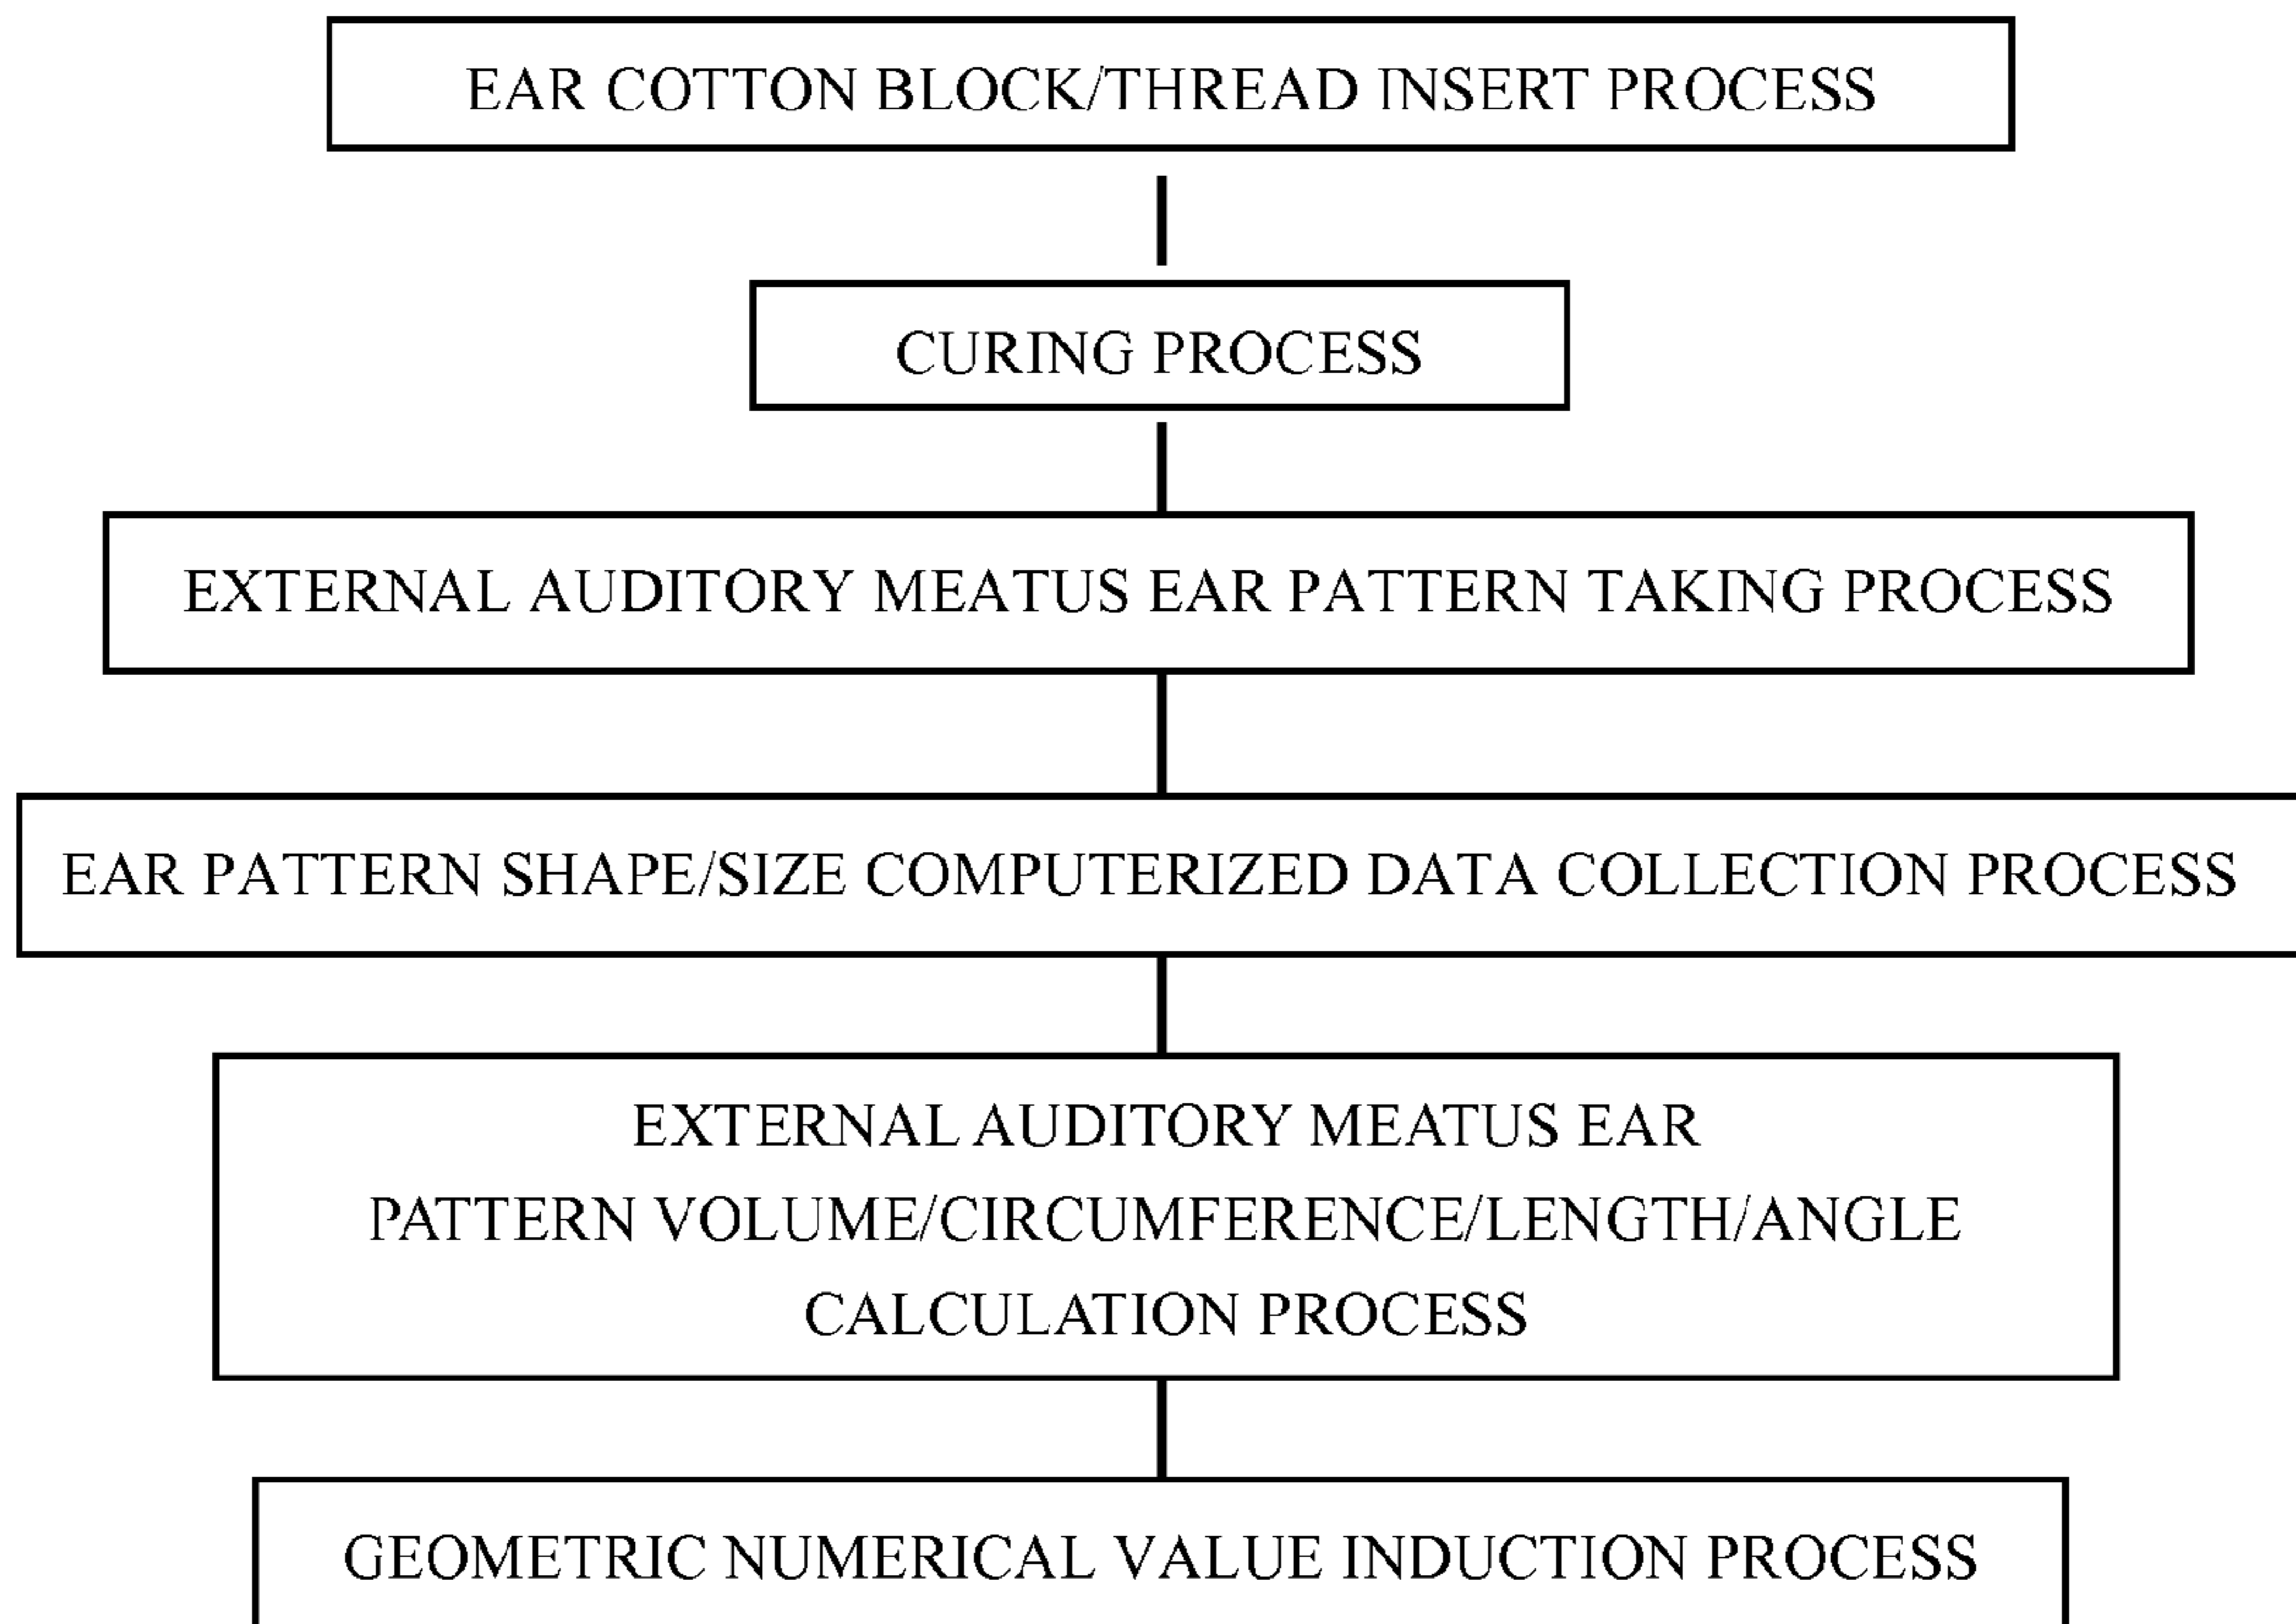 EAR COTTON BLOCK/THREAD INSERT PROCESS
CURING PROCESS
EXTERNAL AUDITORY MEATUS EAR PATTERN TAKING PROCESS
EAR PATTERN SHAPE/SIZE COMPUTERIZED DATA COLLECTION PROCESS
EXTERNAL AUDITORY MEATUS EAR
PATTERN VOLUME/CIRCUMFERENCE/LENGTH/ANGLE
CALCULATION PROCESS
GEOMETRIC NUMERICAL VALUE INDUCTION PROCESS